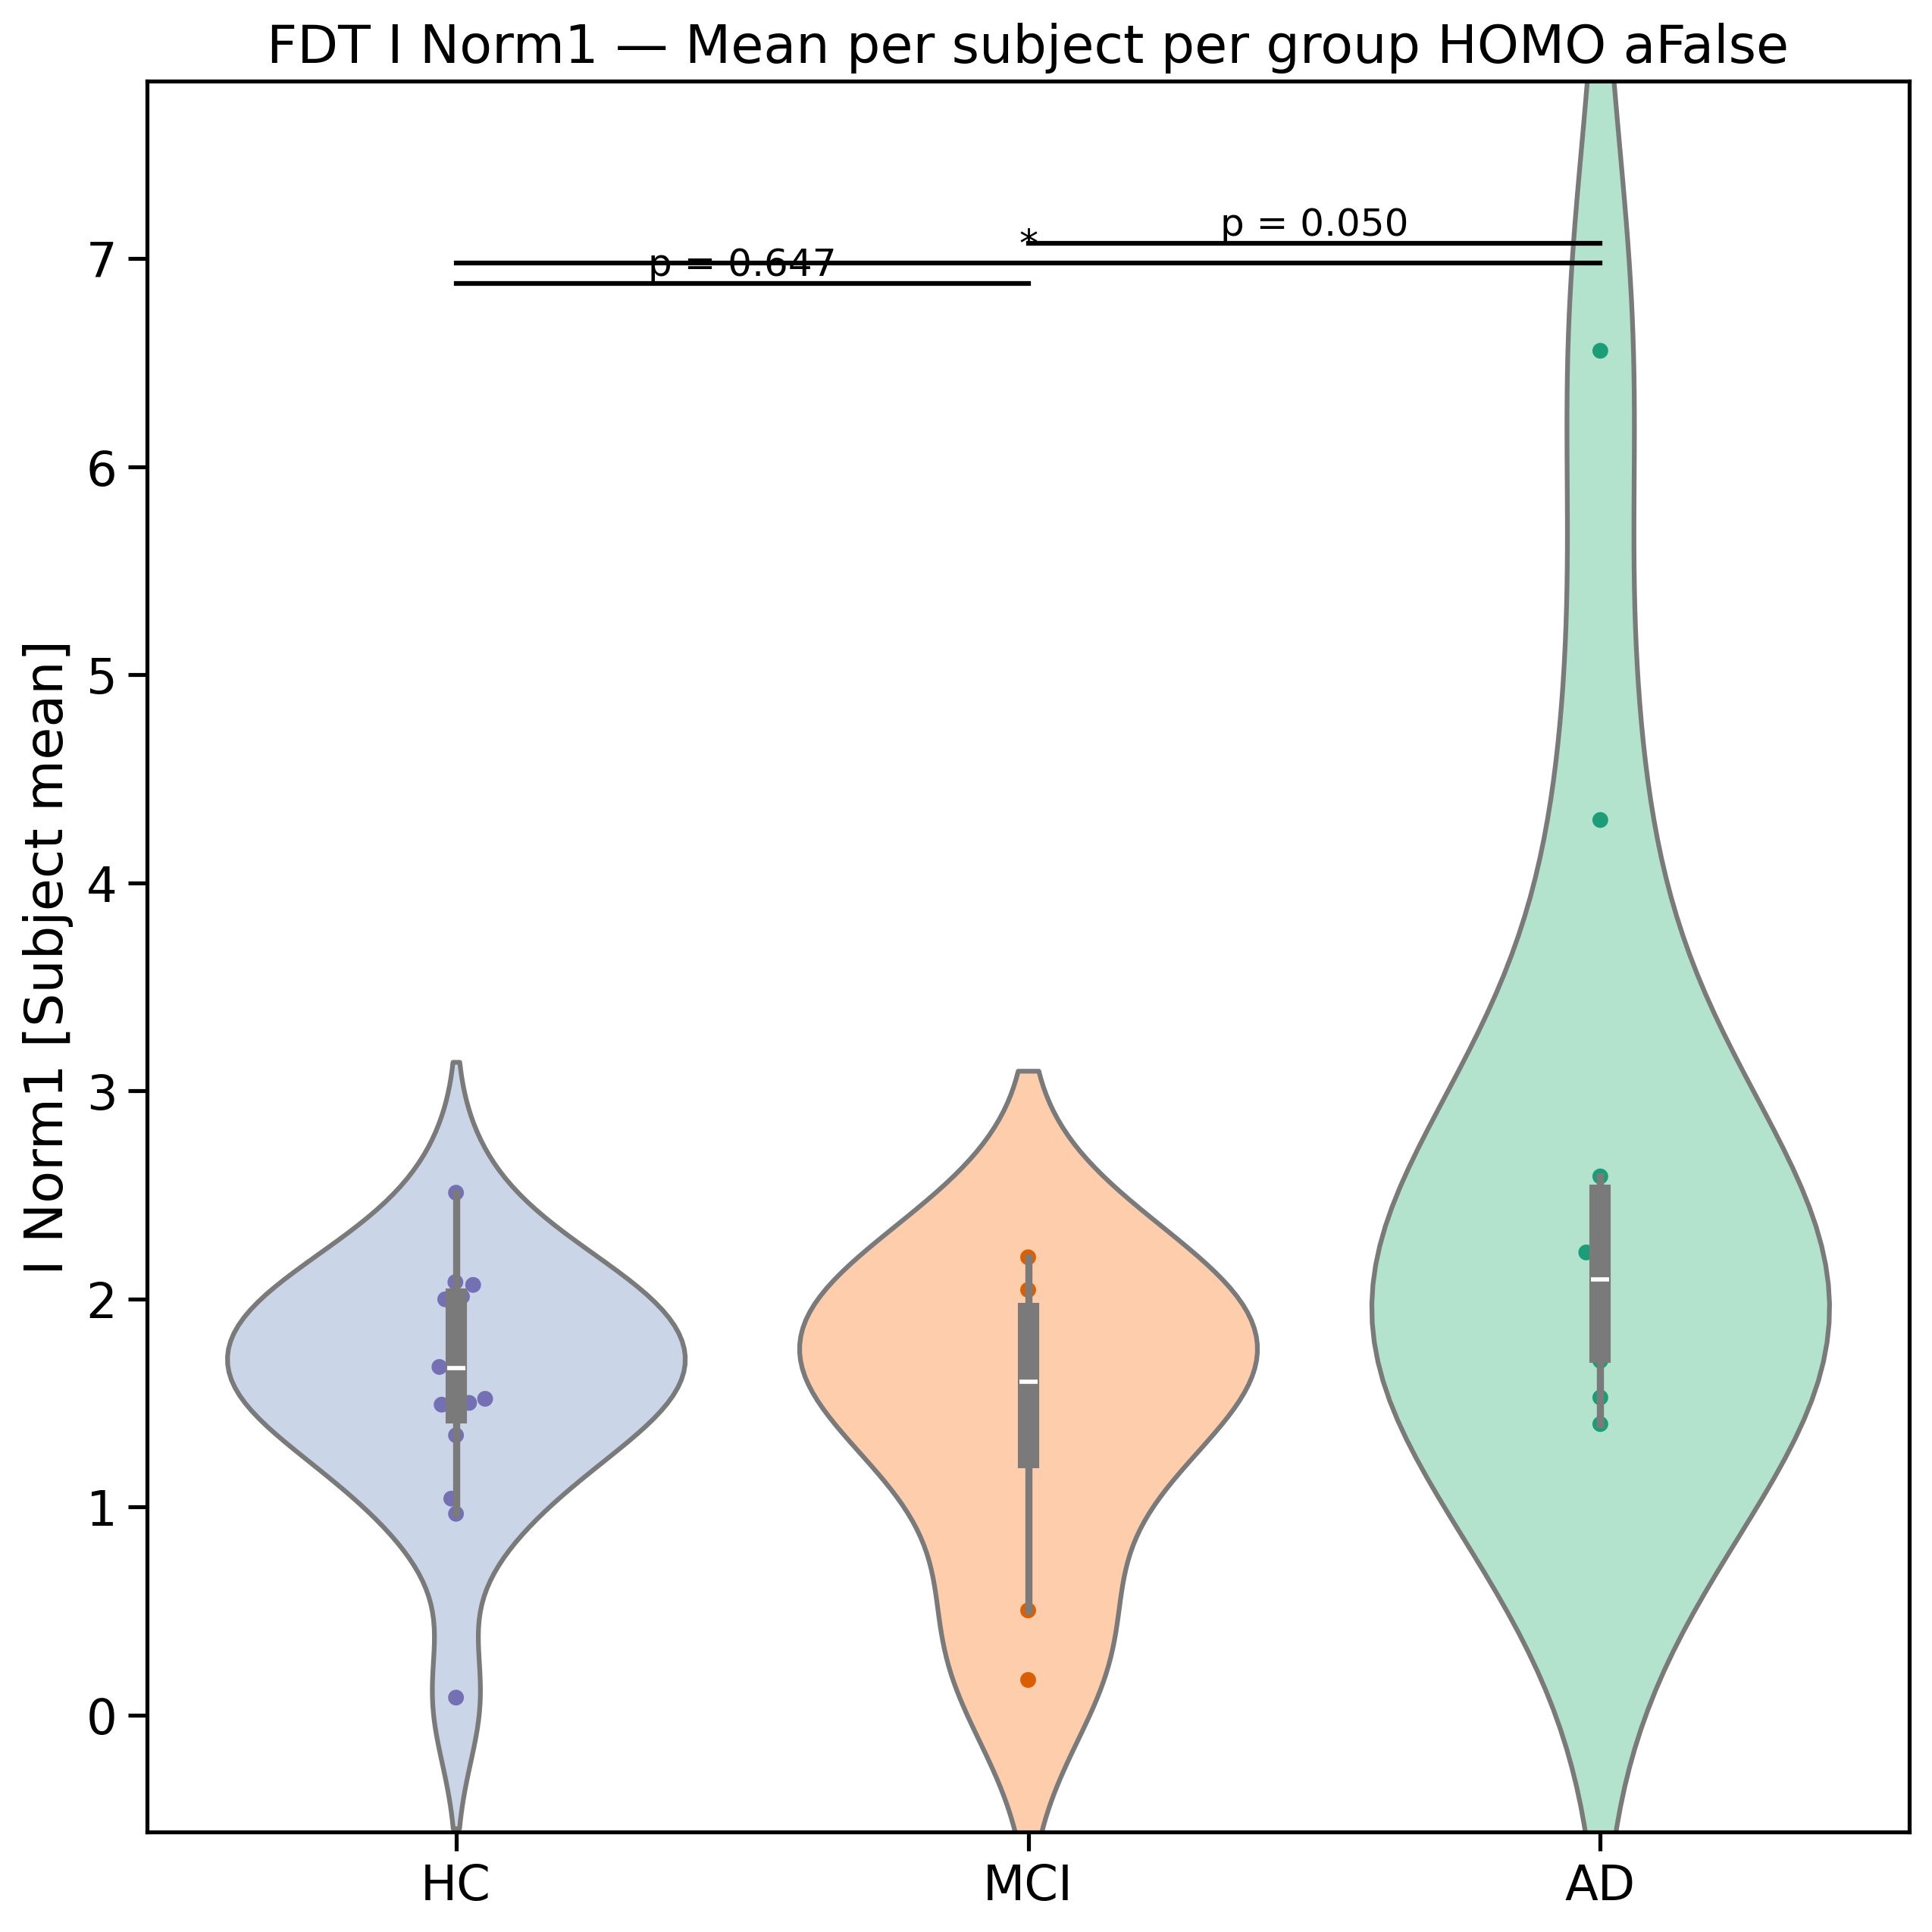 FDT I Norm1 — Mean per subject per group HOMO aFalse
I Norm1 [Subject mean]
7
6
5
4
3
2
1
0
p = 0.050
*
p = 0.647
HC
MCI
AD